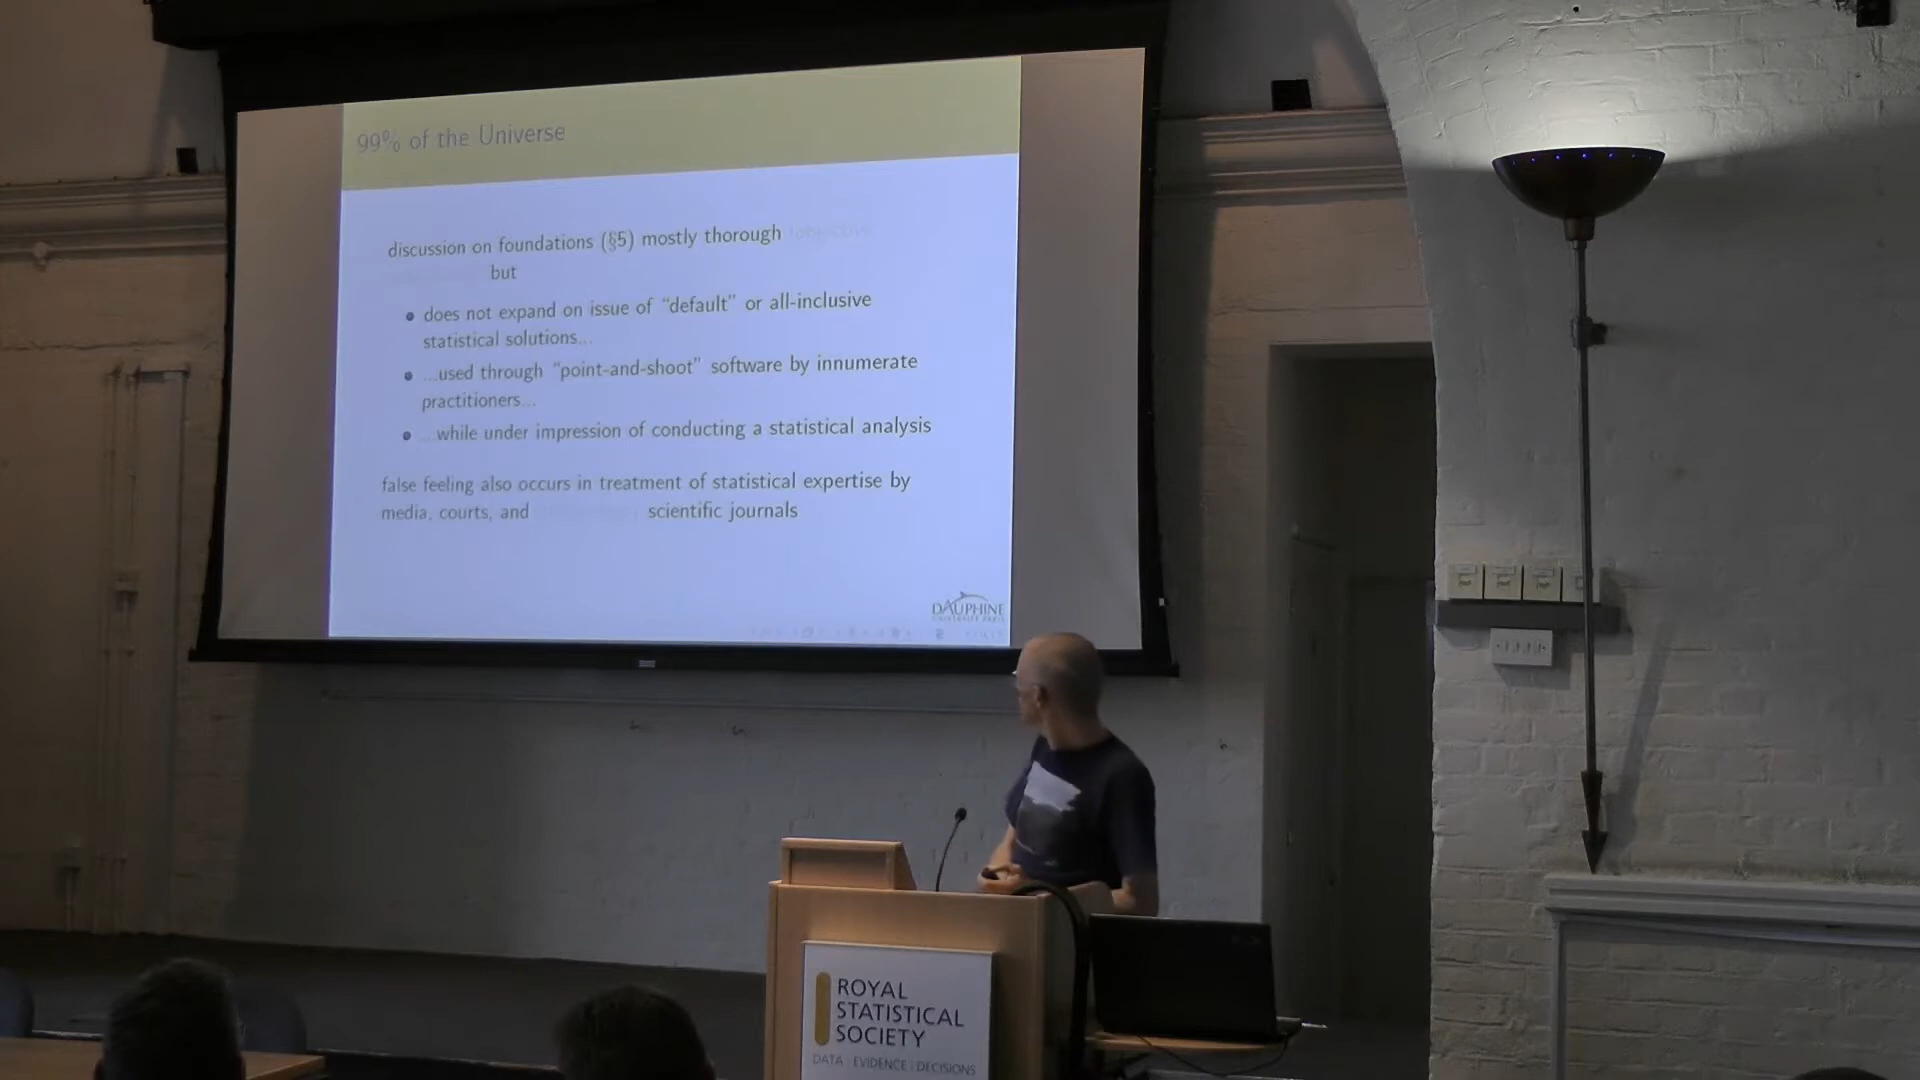 99% of the Universe
discussion on foundations (§5) mostly thorough
but
• does not expand on issue of “default” or all-inclusive
statistical solutions...
• ...used through “point-and-shoot” software by innumerate
practitioners...
• ...while under impression of conducting a statistical analysis
false feeling also occurs in treatment of statistical expertise by
media, courts, and scientific journals
DAUPHINE
UNIVERSITÉ PARIS
ROYAL
STATISTICAL
SOCIETY
DATA | EVIDENCE | DECISIONS